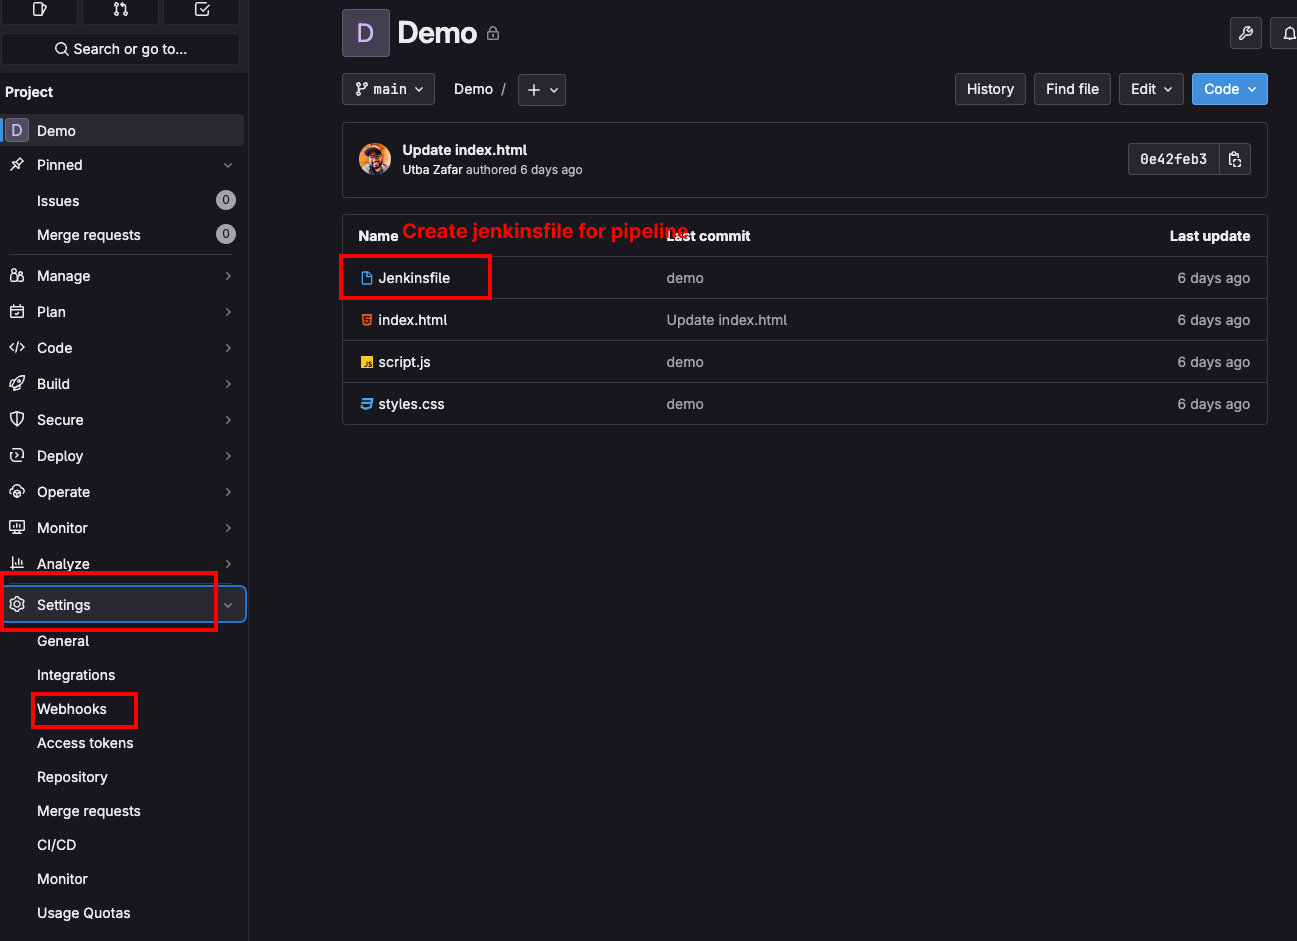 Search or go to...
Project
D Demo
Pinned
Issues 0
Merge requests 0
Manage
Plan
Code
Build
Secure
Deploy
Operate
Monitor
Analyze
Settings
General
Integrations
Webhooks
Access tokens
Repository
Merge requests
CI/CD
Monitor
Usage Quotas
D Demo
main Demo / +
History Find file Edit Code
Update index.html
Utba Zafar authored 6 days ago
0e42feb3
Create jenkinsfile for pipeline
Name Last commit Last update
Jenkinsfile demo 6 days ago
index.html Update index.html 6 days ago
JS script.js demo 6 days ago
styles.css demo 6 days ago